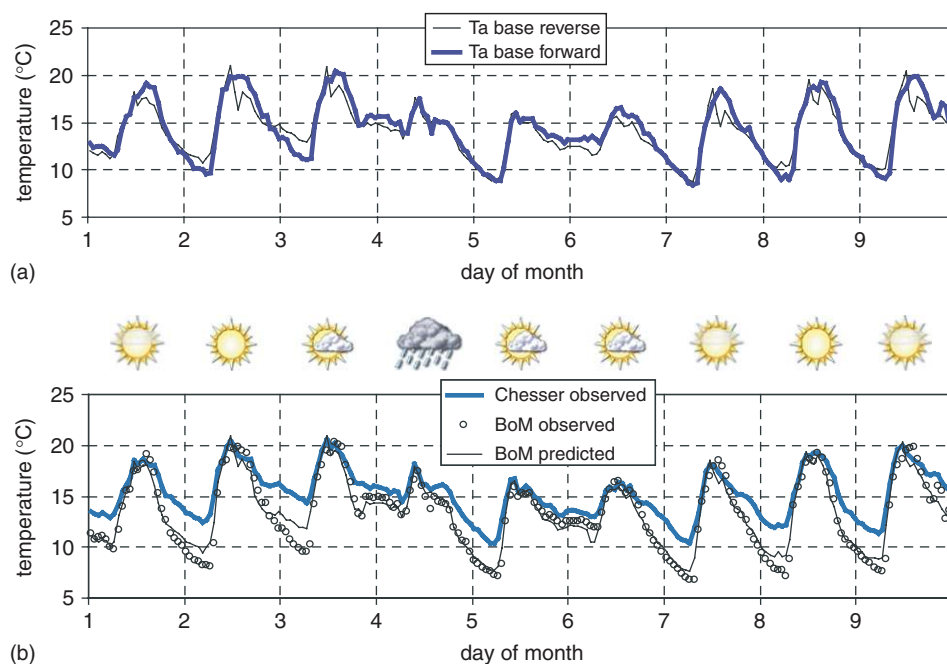 Ta base reverse
Ta base forward
temperature (°C)
25
20
15
10
5
1 2 3 4 5 6 7 8 9
day of month
(a)
Chesser observed
BoM observed
BoM predicted
temperature (°C)
25
20
15
10
5
1 2 3 4 5 6 7 8 9
day of month
(b)